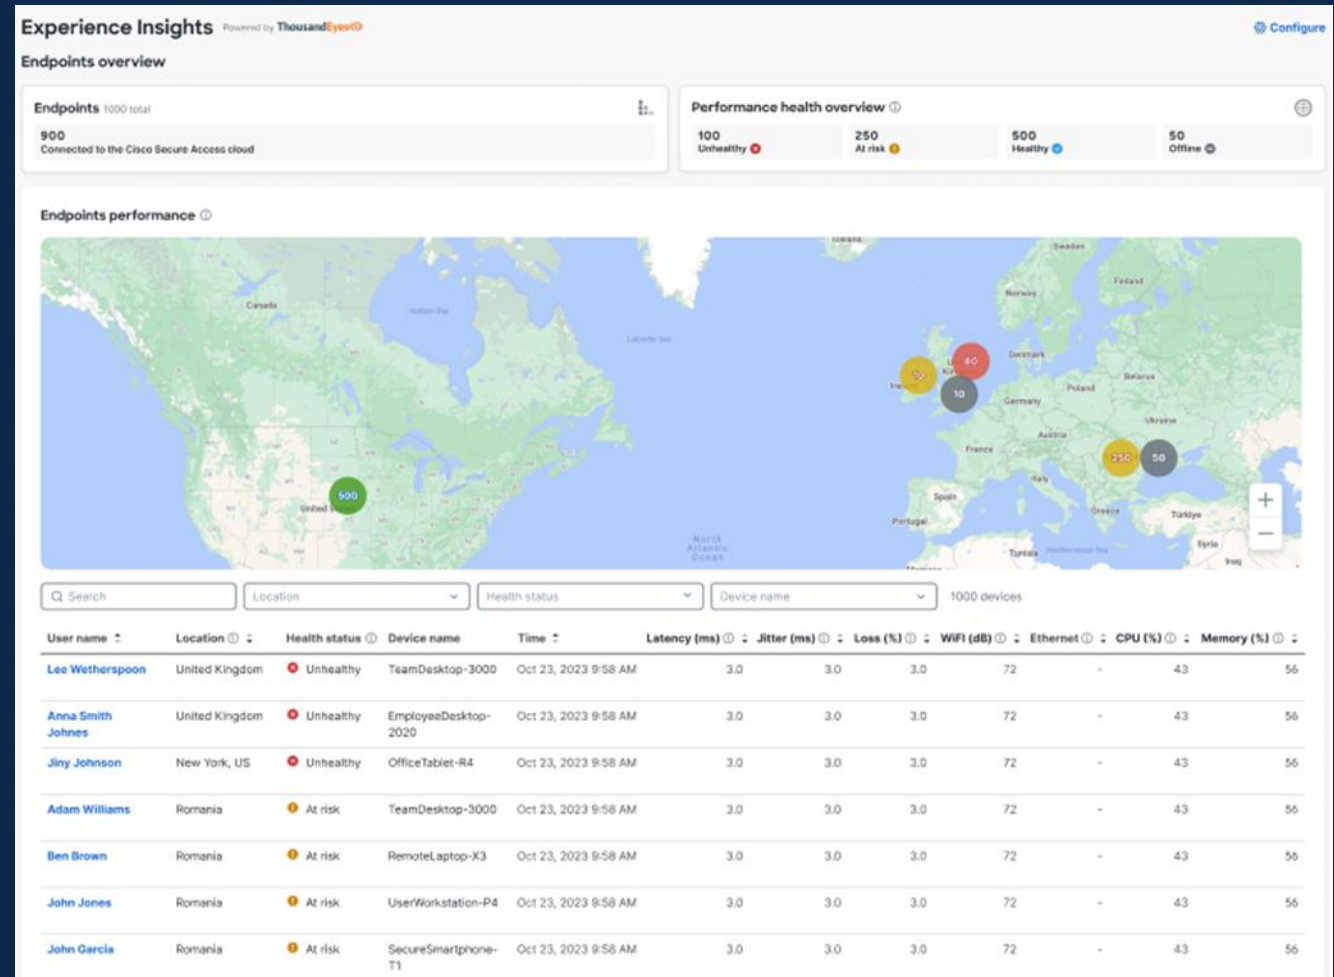 Experience Insights Powered by ThousandEyes
Configure
Endpoints overview
Endpoints 1000 total
900
Connected to the Cisco Secure Access cloud
Performance health overview
100
Unhealthy
250
At risk
500
Healthy
50
Offline
Endpoints performance
Iceland
Sweden
Finland
Norway
Canada
Hudson Bay
Labrador Sea
Denmark
Belarus
Poland
Germany
Ukraine
Austria
France
Italy
Spain
Portugal
Greece
Türkiye
Syria
Iraq
Tunisia
Mediterranean Sea
North
Atlantic
Ocean
70
80
10
250
50
500
Search
Location
Health status
Device name
1000 devices
User name Location Health status Device name Time Latency (ms) Jitter (ms) Loss (%) WiFI (dB) Ethernet CPU (%) Memory (%)
Lee Wetherspoon United Kingdom Unhealthy TeamDesktop-3000 Oct 23, 2023 9:58 AM 3.0 3.0 3.0 72 - 43 56
Anna Smith Johnes United Kingdom Unhealthy EmployeeDesktop-2020 Oct 23, 2023 9:58 AM 3.0 3.0 3.0 72 - 43 56
Jiny Johnson New York, US Unhealthy OfficeTablet-R4 Oct 23, 2023 9:58 AM 3.0 3.0 3.0 72 - 43 56
Adam Williams Romania At risk TeamDesktop-3000 Oct 23, 2023 9:58 AM 3.0 3.0 3.0 72 - 43 56
Ben Brown Romania At risk RemoteLaptop-X3 Oct 23, 2023 9:58 AM 3.0 3.0 3.0 72 - 43 56
John Jones Romania At risk UserWorkstation-P4 Oct 23, 2023 9:58 AM 3.0 3.0 3.0 72 - 43 56
John Garcia Romania At risk SecureSmartphone-T1 Oct 23, 2023 9:58 AM 3.0 3.0 3.0 72 - 43 56